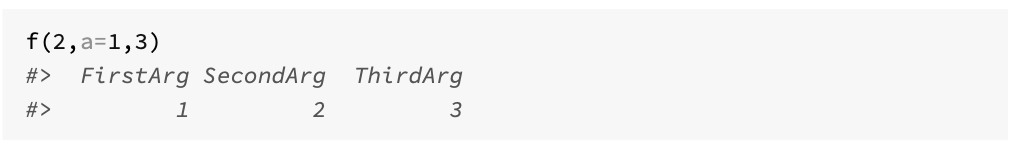 f(2,a=1,3)
#>  FirstArg SecondArg  ThirdArg
#>         1         2         3